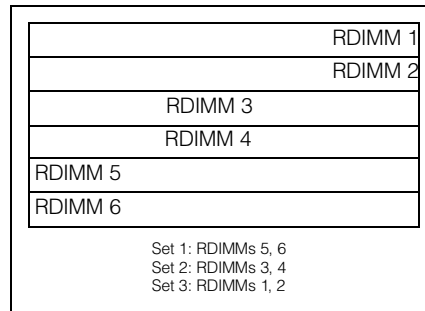 RDIMM 1
RDIMM 2
RDIMM 3
RDIMM 4
RDIMM 5
RDIMM 6
Set 1: RDIMMs 5, 6
Set 2: RDIMMs 3, 4
Set 3: RDIMMs 1, 2